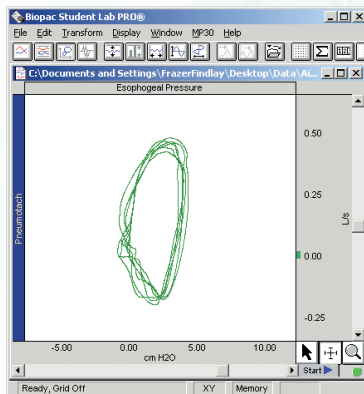 Biopac Student Lab PRO®
File Edit Transform Display Window MP30 Help
C:\Documents and Settings\FrazerFindlay\Desktop\Data\Ai...
Esophogeal Pressure
Pneumotach
0.50
0.25
0.00
-0.25
L/s
-5.00 0.00 5.00 10.00
cm H2O
Start
Ready, Grid Off XY Memory